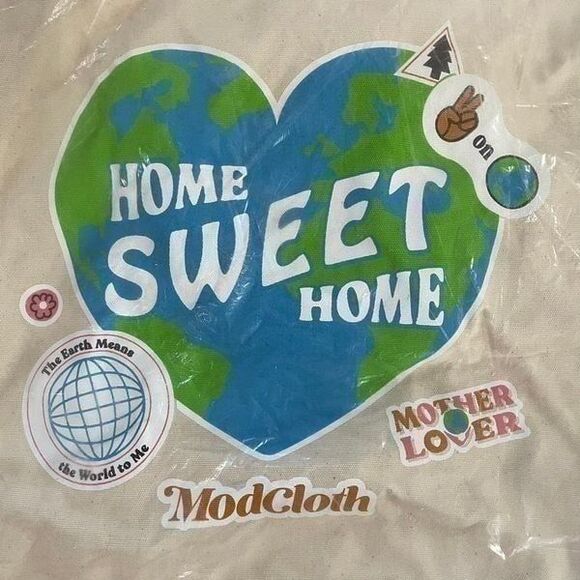 on
HOME
SWEET
HOME
The Earth Means
the World to Me
MOTHER
LOVER
ModCloth